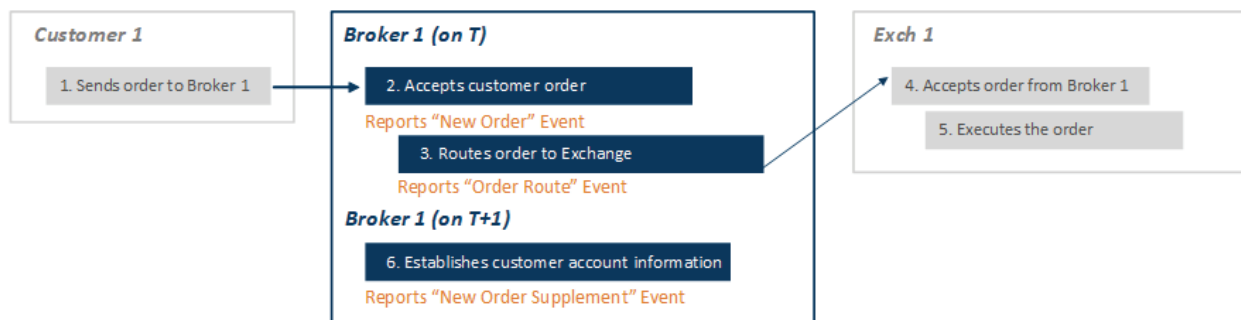 Customer 1
1. Sends order to Broker 1
Broker 1 (on T)
2. Accepts customer order
Reports “New Order” Event
3. Routes order to Exchange
Reports “Order Route” Event
Broker 1 (on T+1)
6. Establishes customer account information
Reports “New Order Supplement” Event
Exch 1
4. Accepts order from Broker 1
5. Executes the order